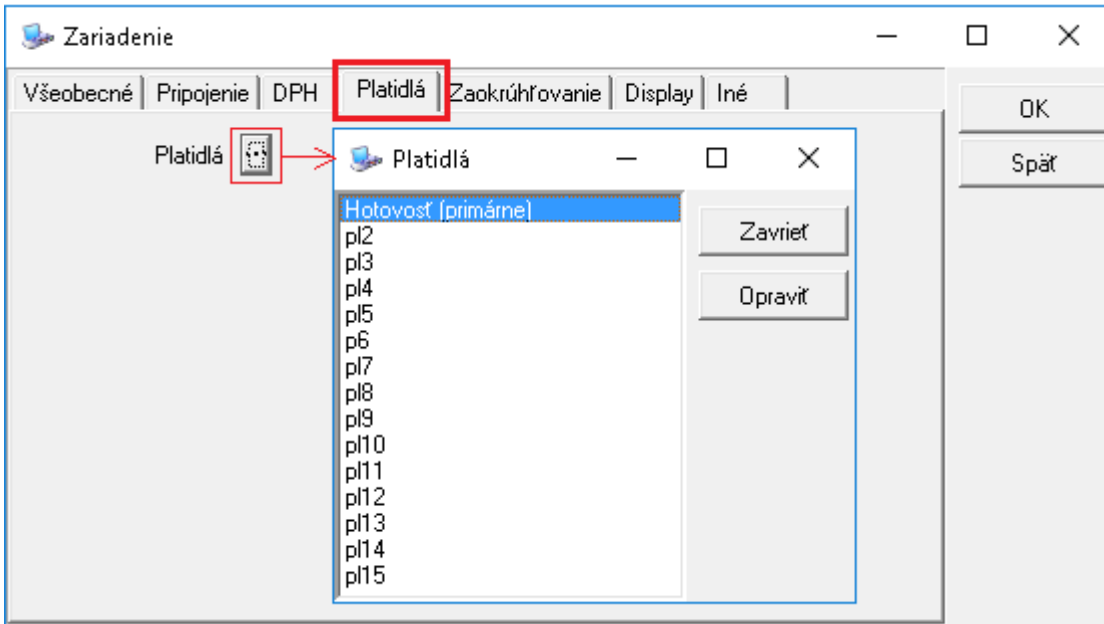 Zariadenie
Všeobecné Pripojenie DPH Platidlá Zaokrúhľovanie Display Iné
OK
Späť
Platidlá
Platidlá
Hotovosť (primárne)
pl2
pl3
pl4
pl5
p6
pl7
pl8
pl9
pl10
pl11
pl12
pl13
pl14
pl15
Zavrieť
Opraviť